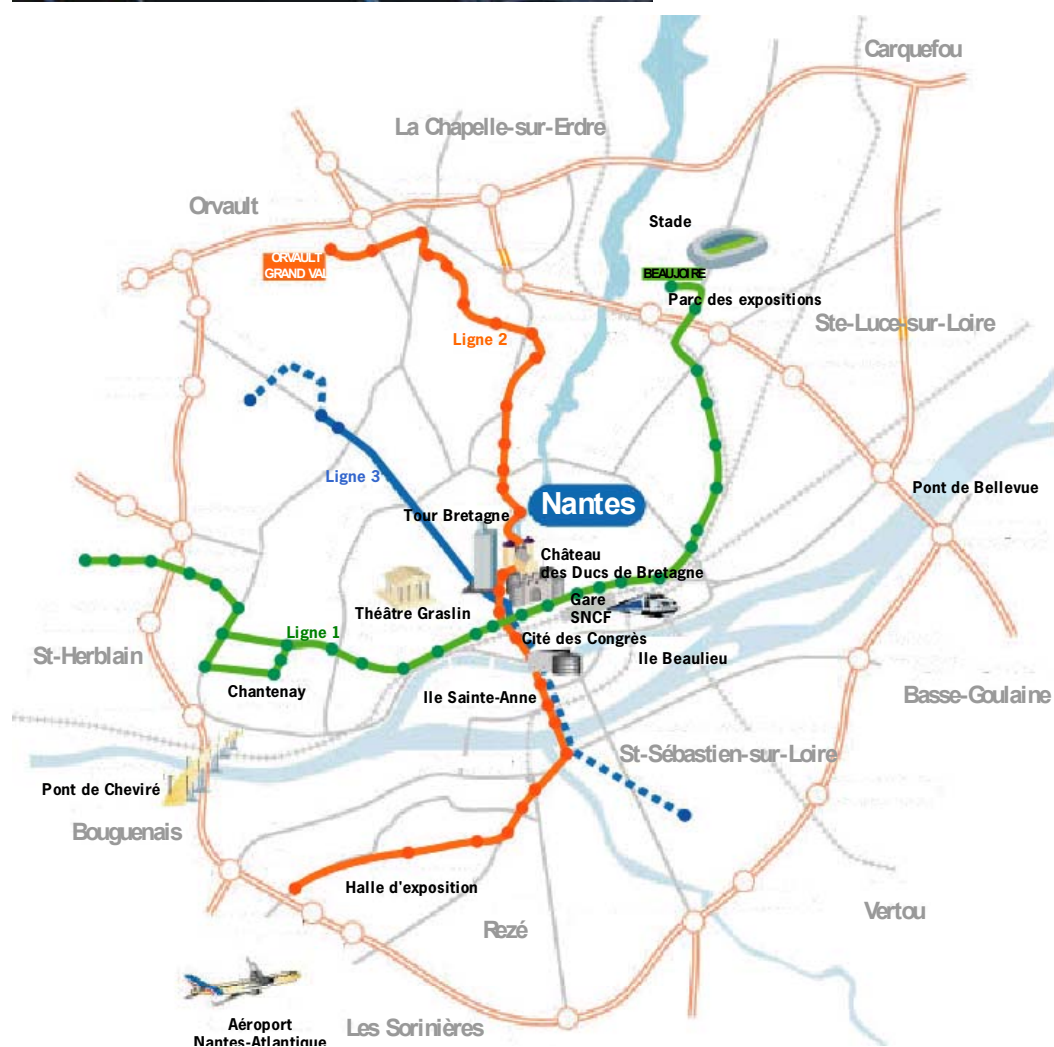 Carquefou
La Chapelle-sur-Erdre
Orvault
Stade
ORVAULT
GRAND VAL
BEAUJOIRE
Parc des expositions
Ste-Luce-sur-Loire
Ligne 2
Ligne 3
Pont de Bellevue
Nantes
Tour Bretagne
Château
des Ducs de Bretagne
Théâtre Graslin
Gare
SNCF
Ligne 1
Cité des Congrès
St-Herblain
Ile Beaulieu
Chantenay
Ile Sainte-Anne
Basse-Goulaine
St-Sébastien-sur-Loire
Pont de Cheviré
Bouguenais
Halle d'exposition
Vertou
Rezé
Aéroport
Nantes-Atlantique
Les Sorinières